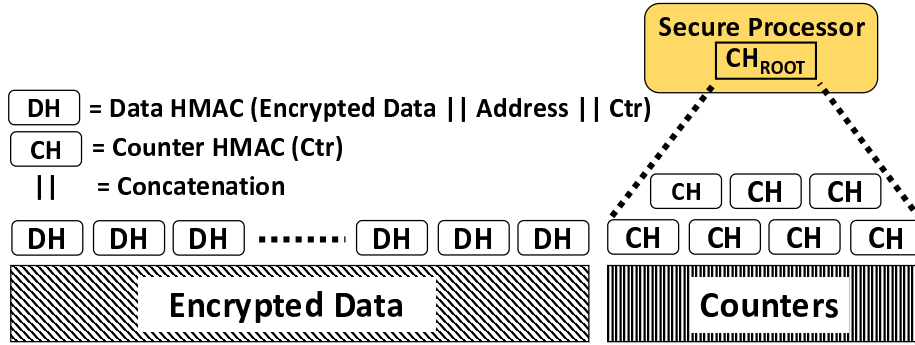 Secure Processor
CH_ROOT
DH = Data HMAC (Encrypted Data || Address || Ctr)
CH = Counter HMAC (Ctr)
|| = Concatenation
CH CH CH
DH DH DH DH DH DH CH CH CH CH
Encrypted Data Counters